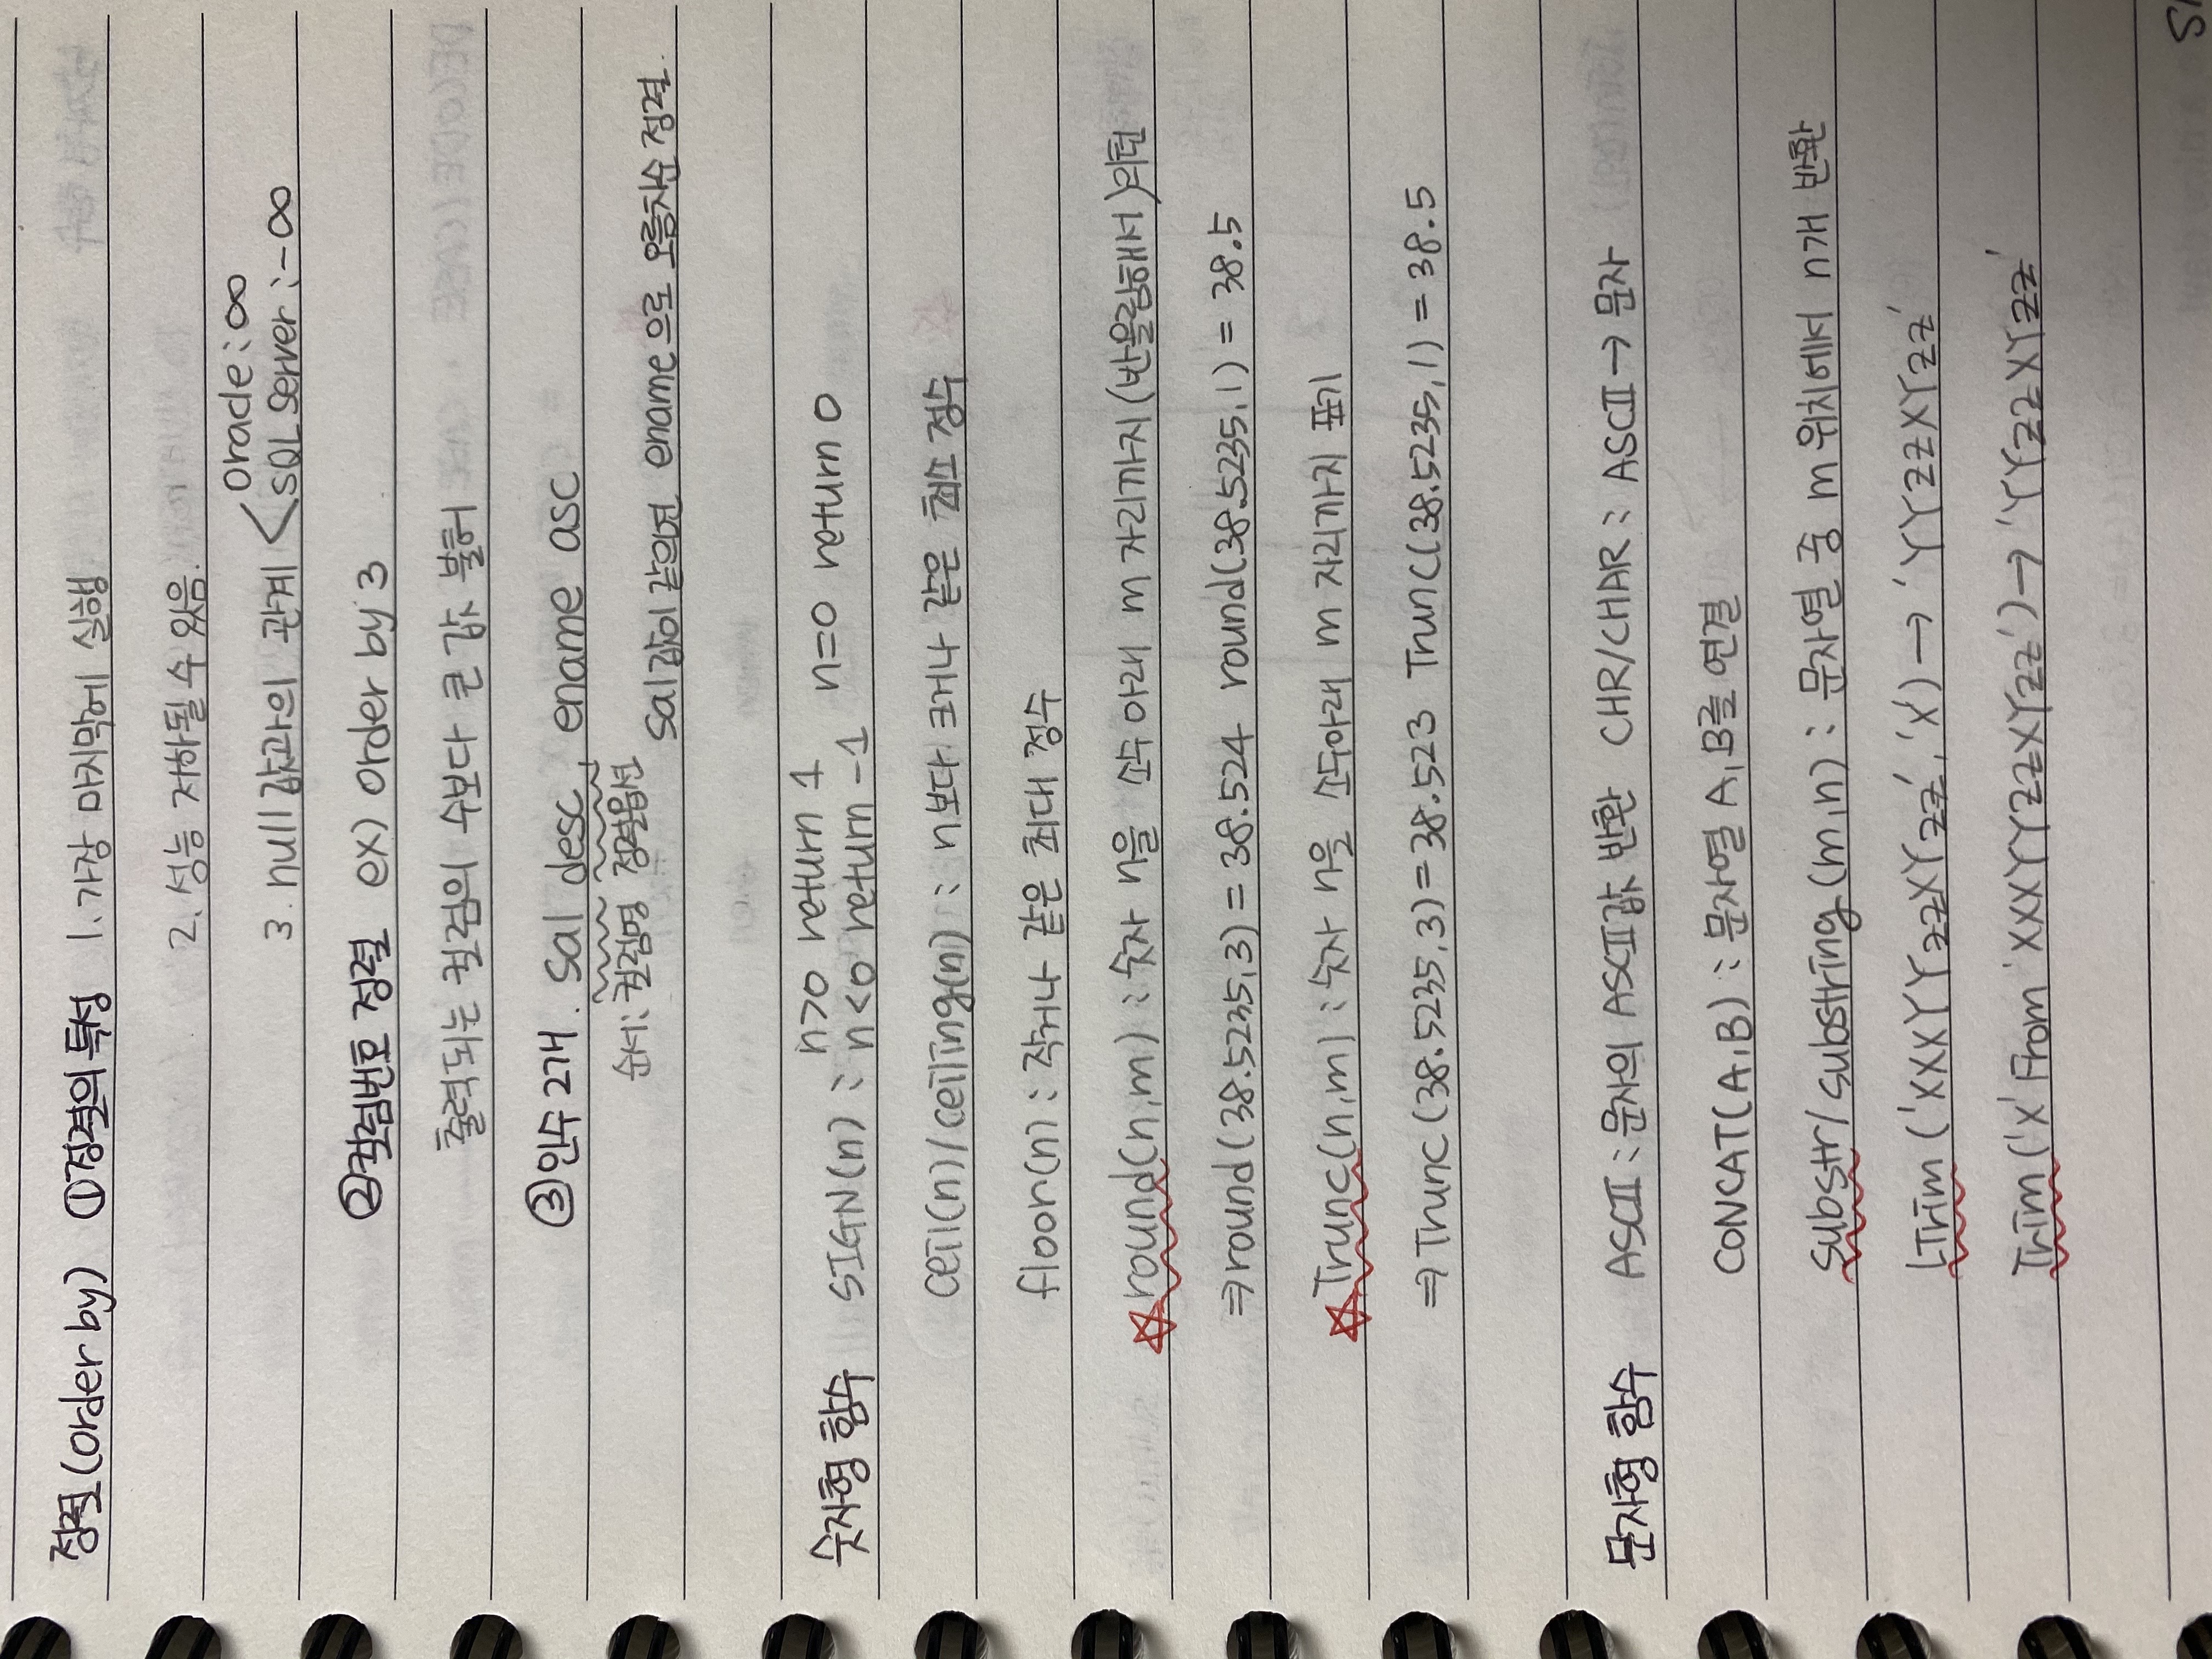 정렬(order by) ①정렬의 특성 1. 가장 마지막에 실행
2. 성능 저하될 수 있음.
3. null값과의 관계 < oracle : ∞
SQL Server : -∞
②컬럼번호 정렬 ex) order by 3
출력되는 컬럼의 수보다 큰 값 불허
③인수 2개. sal desc, ename asc
순서: 컬럼명 정렬옵션
sal값이 같으면 ename으로 오름차순 정렬.
숫자형 함수 SIGN(n) : n>0 return 1 n=0 return 0
n<0 return -1
ceil(n)/ceiling(n) : n보다 크거나 같은 최소 정수
floor(n) : 작거나 같은 최대 정수
☆round(n,m) : 숫자 n을 소수 아래 m 자리까지 (반올림해서)리턴
⇒round(38.5235,3) = 38.524 round(38.5235,1) = 38.5
☆Trunc(n,m) : 숫자 n을 소수아래 m 자리까지 표기
⇒Trunc(38.5235,3)=38.523 Trunc(38.5235,1) = 38.5
문자형 함수 ASCII : 문자의 ASCII값 반환 CHR/CHAR : ASCII → 문자
CONCAT(A,B) : 문자열 A,B를 연결
substr/substring(m,n) : 문자열 중 m위치에서 n개 반환
LTrim('XXXYYZZXYZZ', 'X') → 'YYZZXYZZ'
Trim('X' From 'XXXYYZZXYZZ') → 'YYZZXYZZ'